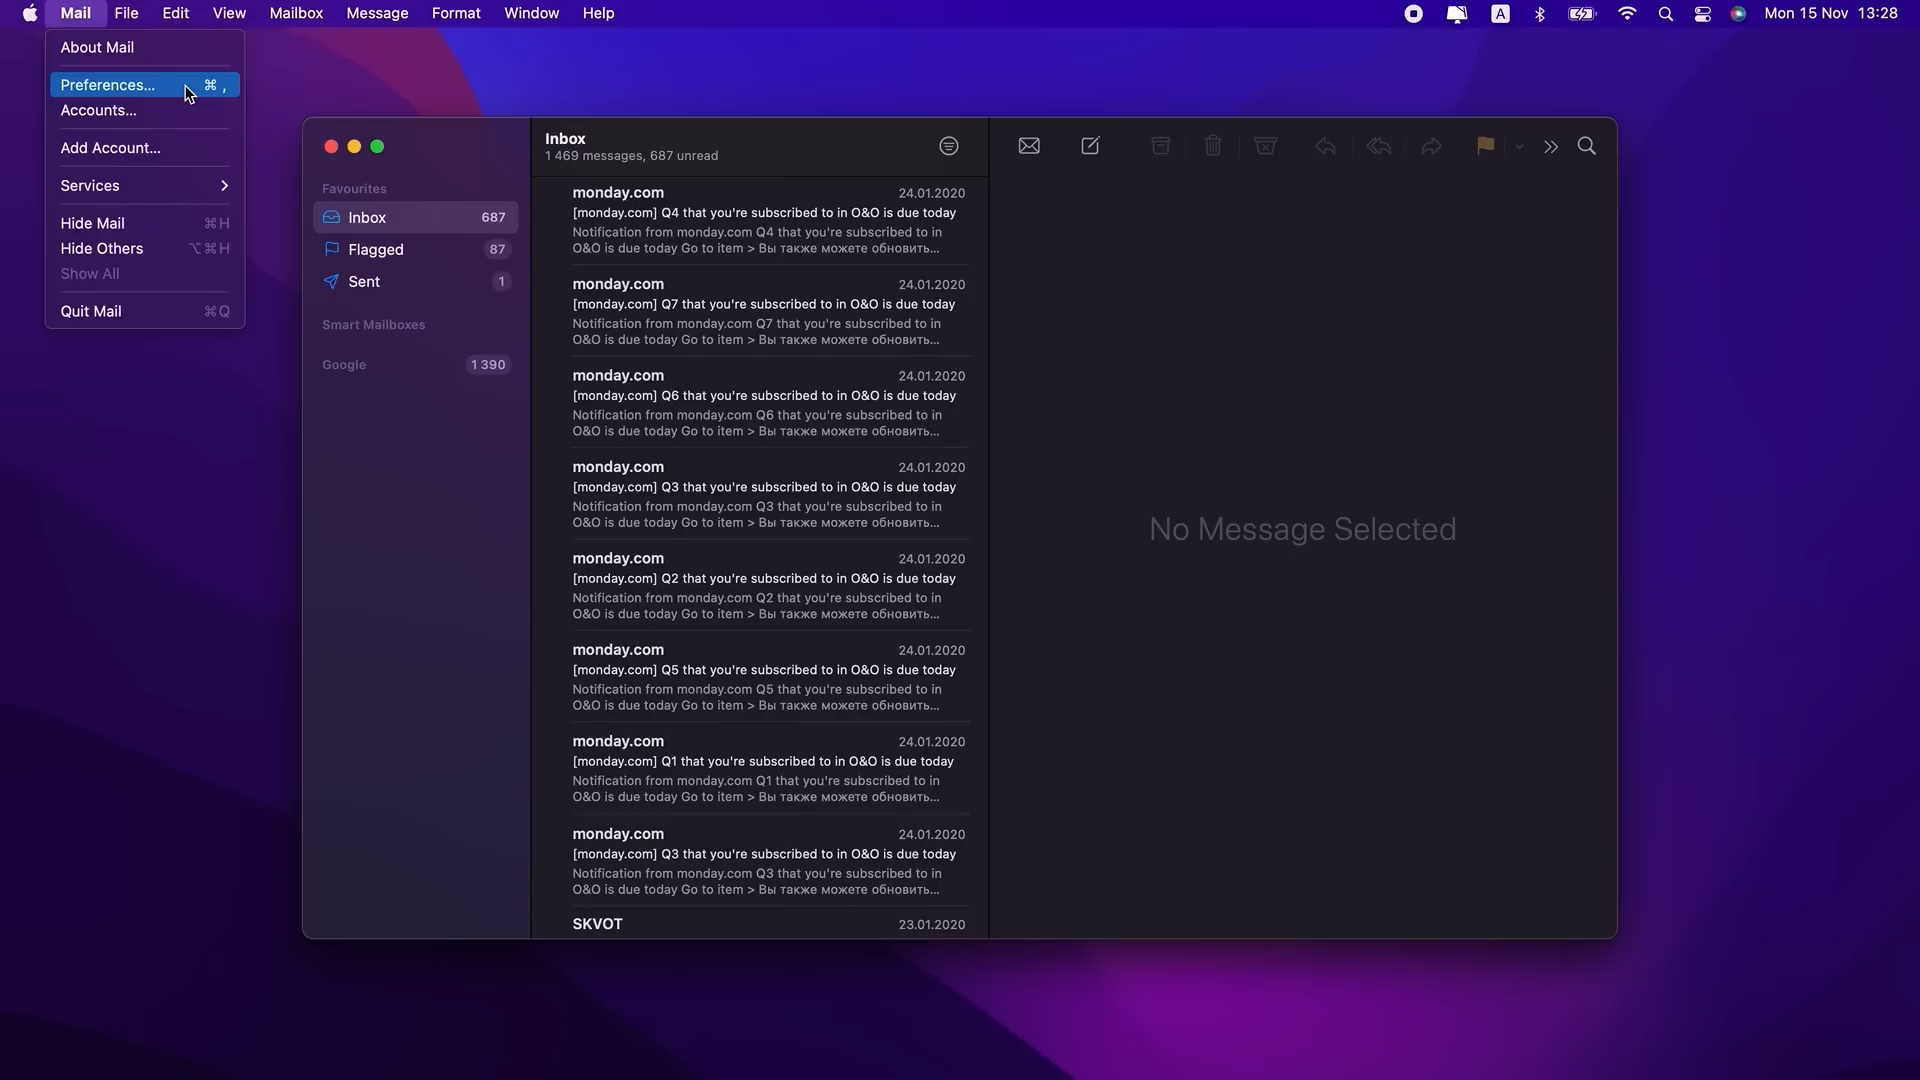 Mail File Edit View Mailbox Message Format Window Help A Mon 15 Nov 13:28
About Mail
Preferences... ⌘ ,
Accounts...
Add Account...
Services
Hide Mail ⌘H
Hide Others ⌥⌘H
Show All
Quit Mail ⌘Q
Favourites
Inbox 687
Flagged 87
Sent 1
Smart Mailboxes
Google 1 390
Inbox
1 469 messages, 687 unread
monday.com 24.01.2020
[monday.com] Q4 that you're subscribed to in O&O is due today
Notification from monday.com Q4 that you're subscribed to in
O&O is due today Go to item > Вы также можете обновить...
monday.com 24.01.2020
[monday.com] Q7 that you're subscribed to in O&O is due today
Notification from monday.com Q7 that you're subscribed to in
O&O is due today Go to item > Вы также можете обновить...
monday.com 24.01.2020
[monday.com] Q6 that you're subscribed to in O&O is due today
Notification from monday.com Q6 that you're subscribed to in
O&O is due today Go to item > Вы также можете обновить...
monday.com 24.01.2020
[monday.com] Q3 that you're subscribed to in O&O is due today
Notification from monday.com Q3 that you're subscribed to in
O&O is due today Go to item > Вы также можете обновить...
monday.com 24.01.2020
[monday.com] Q2 that you're subscribed to in O&O is due today
Notification from monday.com Q2 that you're subscribed to in
O&O is due today Go to item > Вы также можете обновить...
monday.com 24.01.2020
[monday.com] Q5 that you're subscribed to in O&O is due today
Notification from monday.com Q5 that you're subscribed to in
O&O is due today Go to item > Вы также можете обновить...
monday.com 24.01.2020
[monday.com] Q1 that you're subscribed to in O&O is due today
Notification from monday.com Q1 that you're subscribed to in
O&O is due today Go to item > Вы также можете обновить...
monday.com 24.01.2020
[monday.com] Q3 that you're subscribed to in O&O is due today
Notification from monday.com Q3 that you're subscribed to in
O&O is due today Go to item > Вы также можете обновить...
SKVOT 23.01.2020
No Message Selected